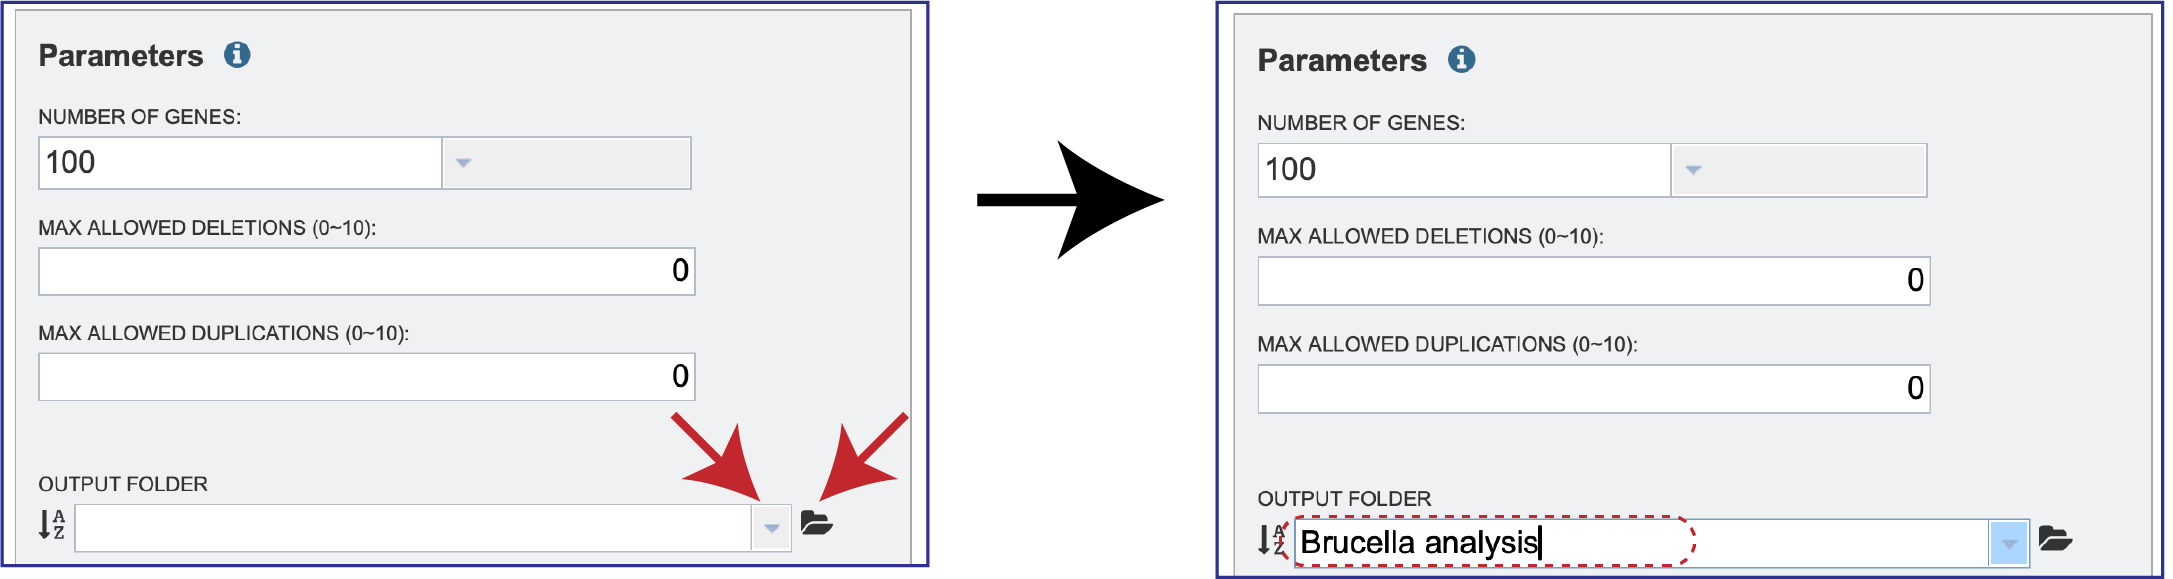 Parameters
NUMBER OF GENES:
100
MAX ALLOWED DELETIONS (0~10):
0
MAX ALLOWED DUPLICATIONS (0~10):
0
OUTPUT FOLDER
A
Z
Parameters
NUMBER OF GENES:
100
MAX ALLOWED DELETIONS (0~10):
0
MAX ALLOWED DUPLICATIONS (0~10):
0
OUTPUT FOLDER
A
Z
Brucella analysis